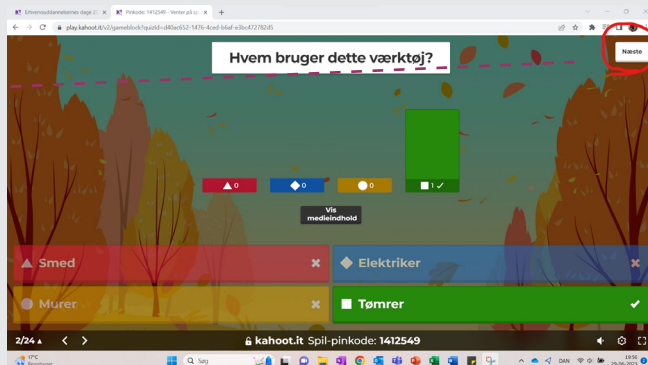 Erhvervsuddannelsernes dage 2
Pinkode: 1412549 - Venter på sp
play.kahoot.it/v2/gameblock?quizId=d40ac652-1476-4ced-b6af-e3bc472782d5
Hvem bruger dette værktøj?
Næste
0
0
0
1
Vis
medieindhold
Smed
Elektriker
Murer
Tømrer
2/24
kahoot.it Spil-pinkode: 1412549
17°C
Søg
DAN
19:56
29-06-2023